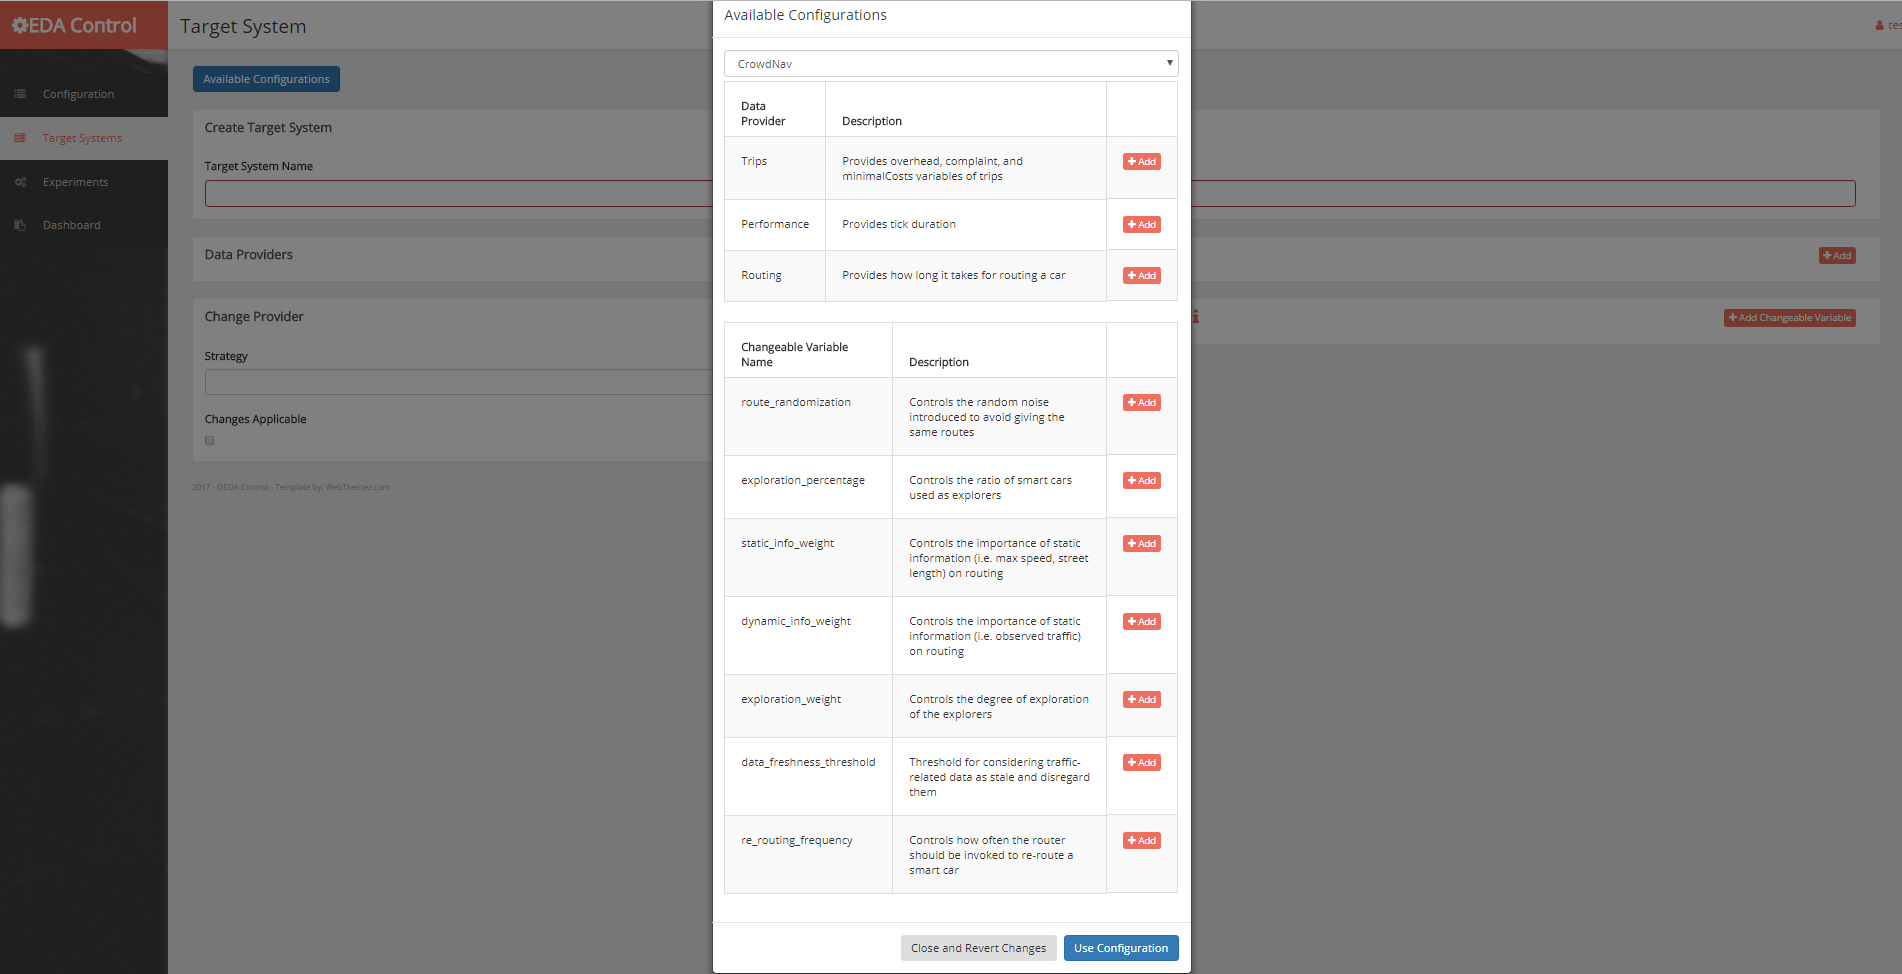 EDA Control
Target System
tes
Configuration
Target Systems
Experiments
Dashboard
Available Configurations
Create Target System
Target System Name
Data Providers
Add
Change Provider
Add Changeable Variable
Strategy
Changes Applicable
2017 - OEDA Control - Template by: WebThemez.com
Available Configurations
CrowdNav
Data
Provider
Description
Trips
Provides overhead, complaint, and
minimalCosts variables of trips
Add
Performance
Provides tick duration
Add
Routing
Provides how long it takes for routing a car
Add
Changeable Variable
Name
Description
route_randomization
Controls the random noise
introduced to avoid giving the
same routes
Add
exploration_percentage
Controls the ratio of smart cars
used as explorers
Add
static_info_weight
Controls the importance of static
information (i.e. max speed, street
length) on routing
Add
dynamic_info_weight
Controls the importance of static
information (i.e. observed traffic)
on routing
Add
exploration_weight
Controls the degree of exploration
of the explorers
Add
data_freshness_threshold
Threshold for considering traffic-
related data as stale and disregard
them
Add
re_routing_frequency
Controls how often the router
should be invoked to re-route a
smart car
Add
Close and Revert Changes
Use Configuration